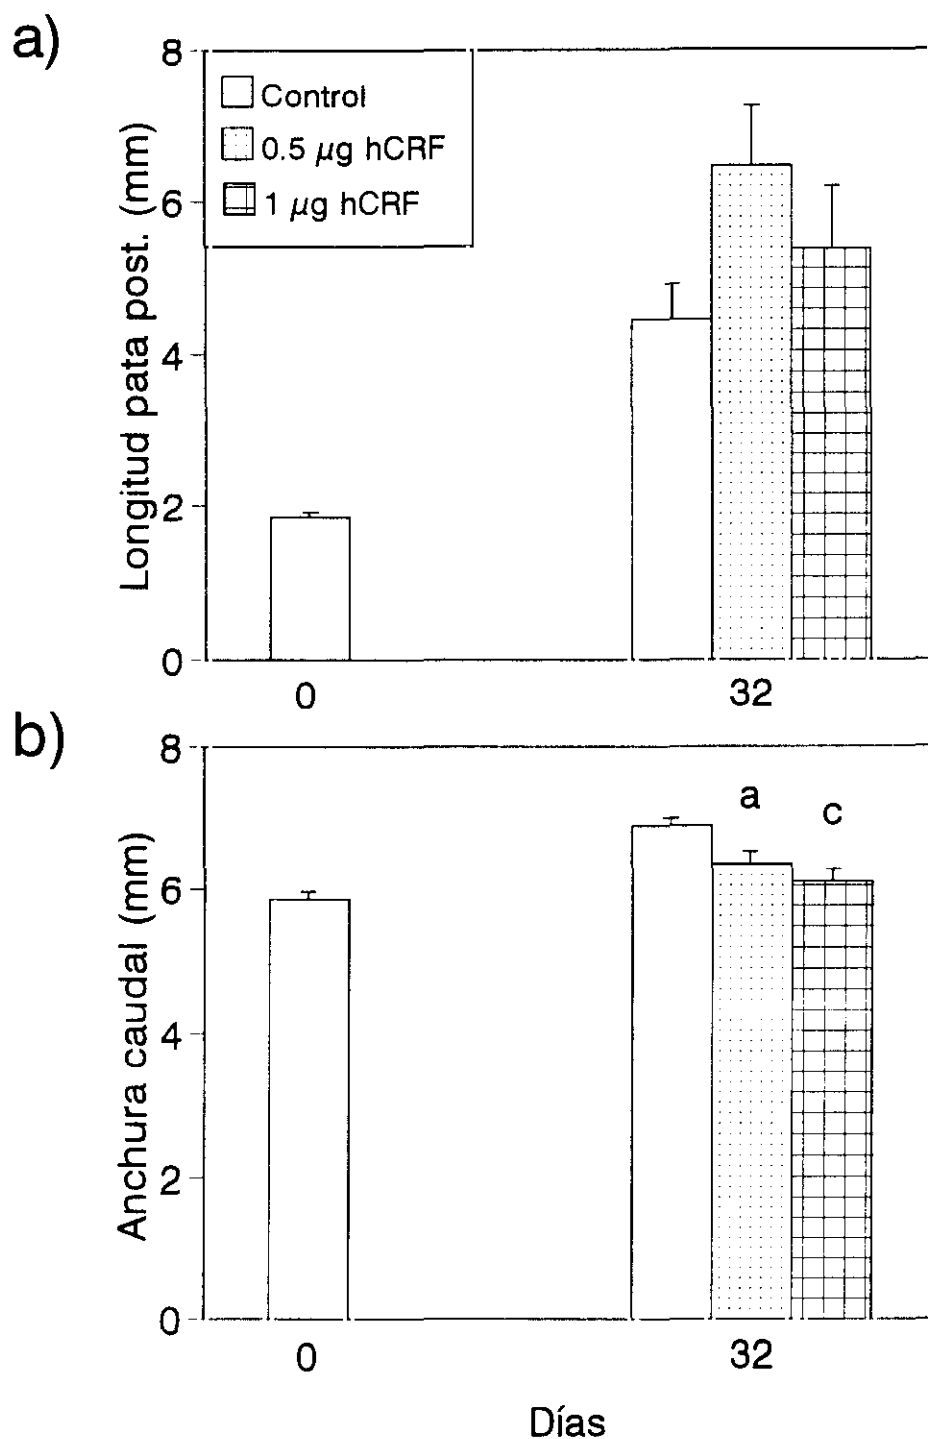 a)
Longitud pata post. (mm)
8
6
4
2
0
Control
0.5 µg hCRF
1 µg hCRF
0
32
b)
Anchura caudal (mm)
8
6
4
2
0
a
c
0
32
Días